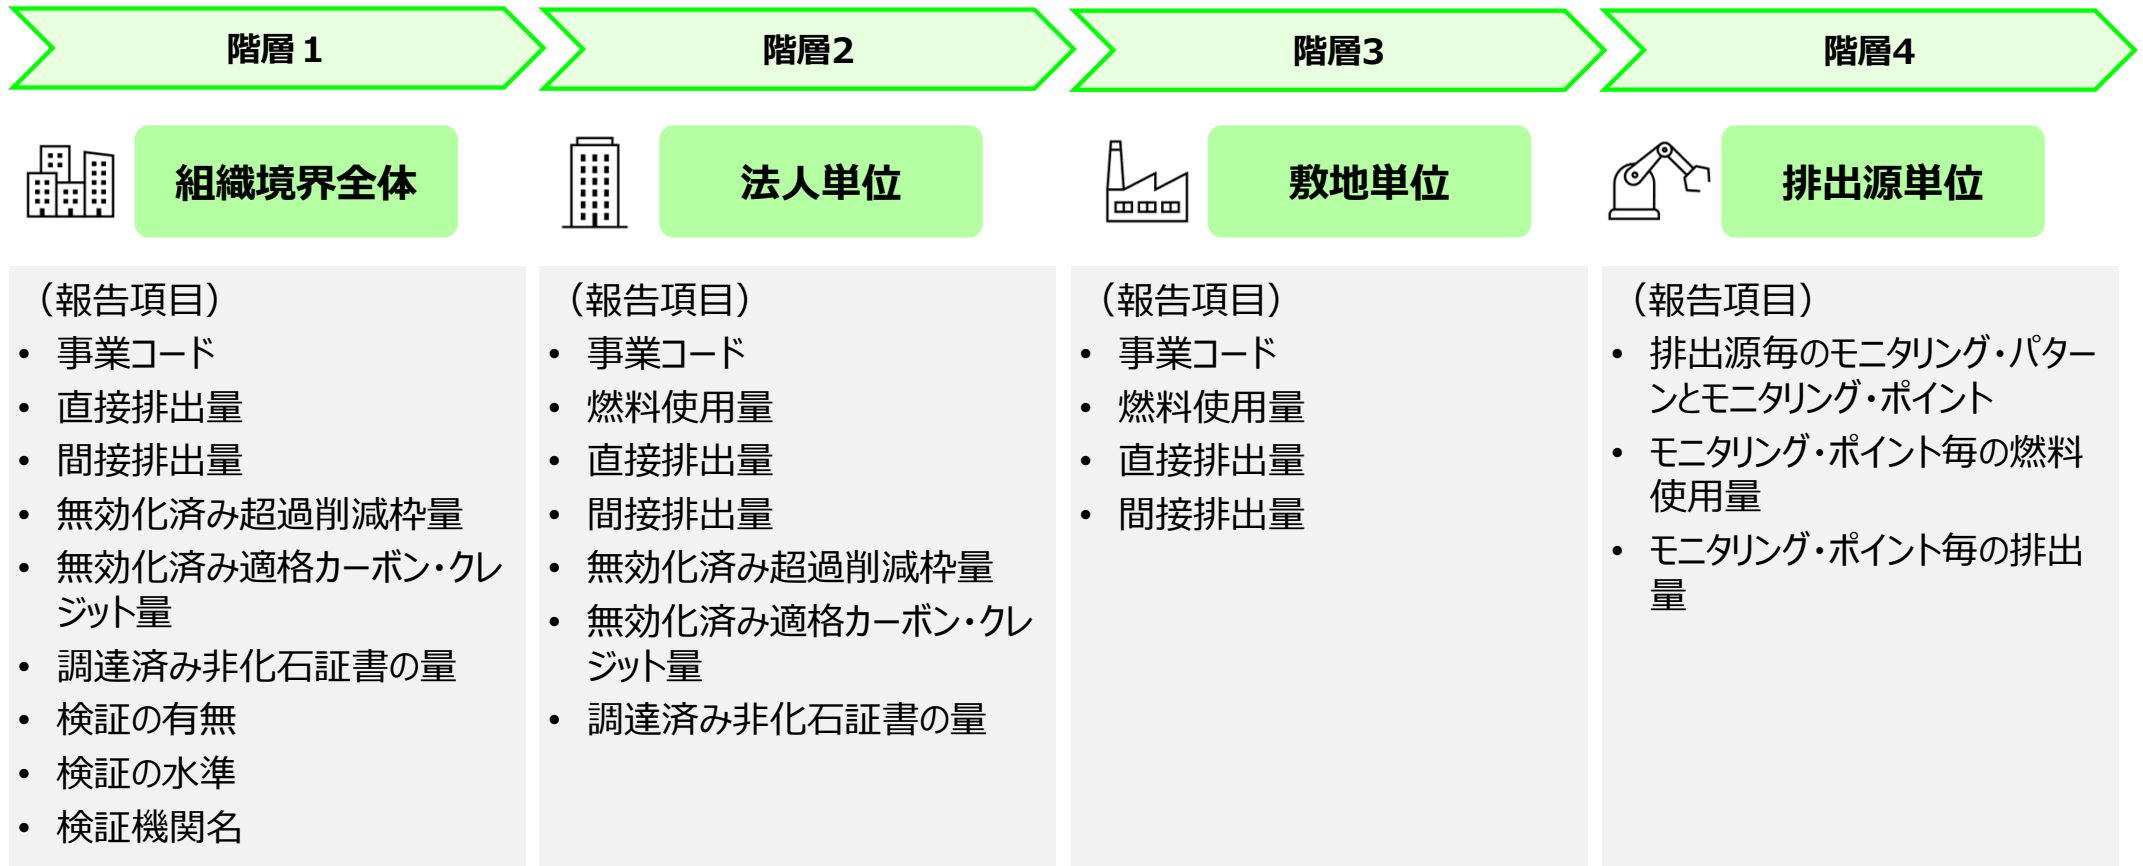 階層１
階層2
階層3
階層4
組織境界全体
法人単位
敷地単位
排出源単位
（報告項目）
• 事業コード
• 直接排出量
• 間接排出量
• 無効化済み超過削減枠量
• 無効化済み適格カーボン・クレ
ジット量
• 調達済み非化石証書の量
• 検証の有無
• 検証の水準
• 検証機関名
（報告項目）
• 事業コード
• 燃料使用量
• 直接排出量
• 間接排出量
• 無効化済み超過削減枠量
• 無効化済み適格カーボン・クレ
ジット量
• 調達済み非化石証書の量
（報告項目）
• 事業コード
• 燃料使用量
• 直接排出量
• 間接排出量
（報告項目）
• 排出源毎のモニタリング・パター
ンとモニタリング・ポイント
• モニタリング・ポイント毎の燃料
使用量
• モニタリング・ポイント毎の排出
量